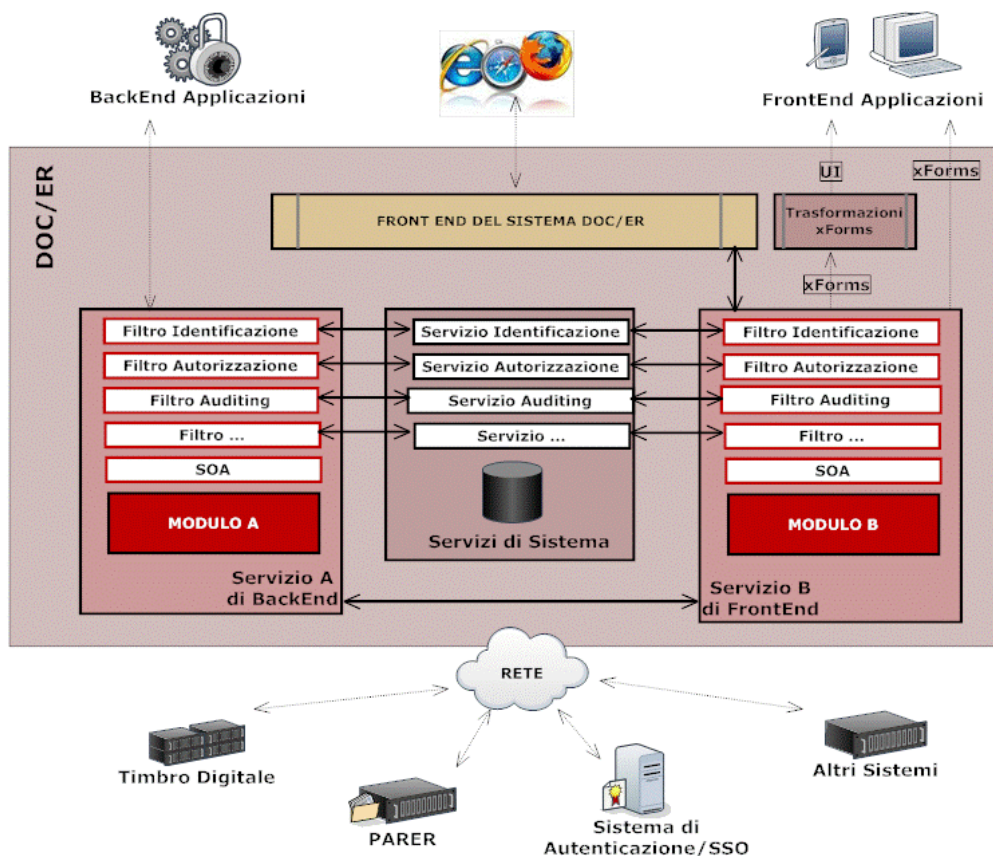 BackEnd Applicazioni
FrontEnd Applicazioni
DOC/ER
UI
xForms
FRONT END DEL SISTEMA DOC/ER
Trasformazioni
xForms
xForms
Filtro Identificazione
Filtro Autorizzazione
Filtro Auditing
Filtro ...
SOA
MODULO A
Servizio A
di BackEnd
Servizio Identificazione
Servizio Autorizzazione
Servizio Auditing
Servizio ...
Servizi di Sistema
Filtro Identificazione
Filtro Autorizzazione
Filtro Auditing
Filtro ...
SOA
MODULO B
Servizio B
di FrontEnd
RETE
Timbro Digitale
PARER
Sistema di
Autenticazione/SSO
Altri Sistemi